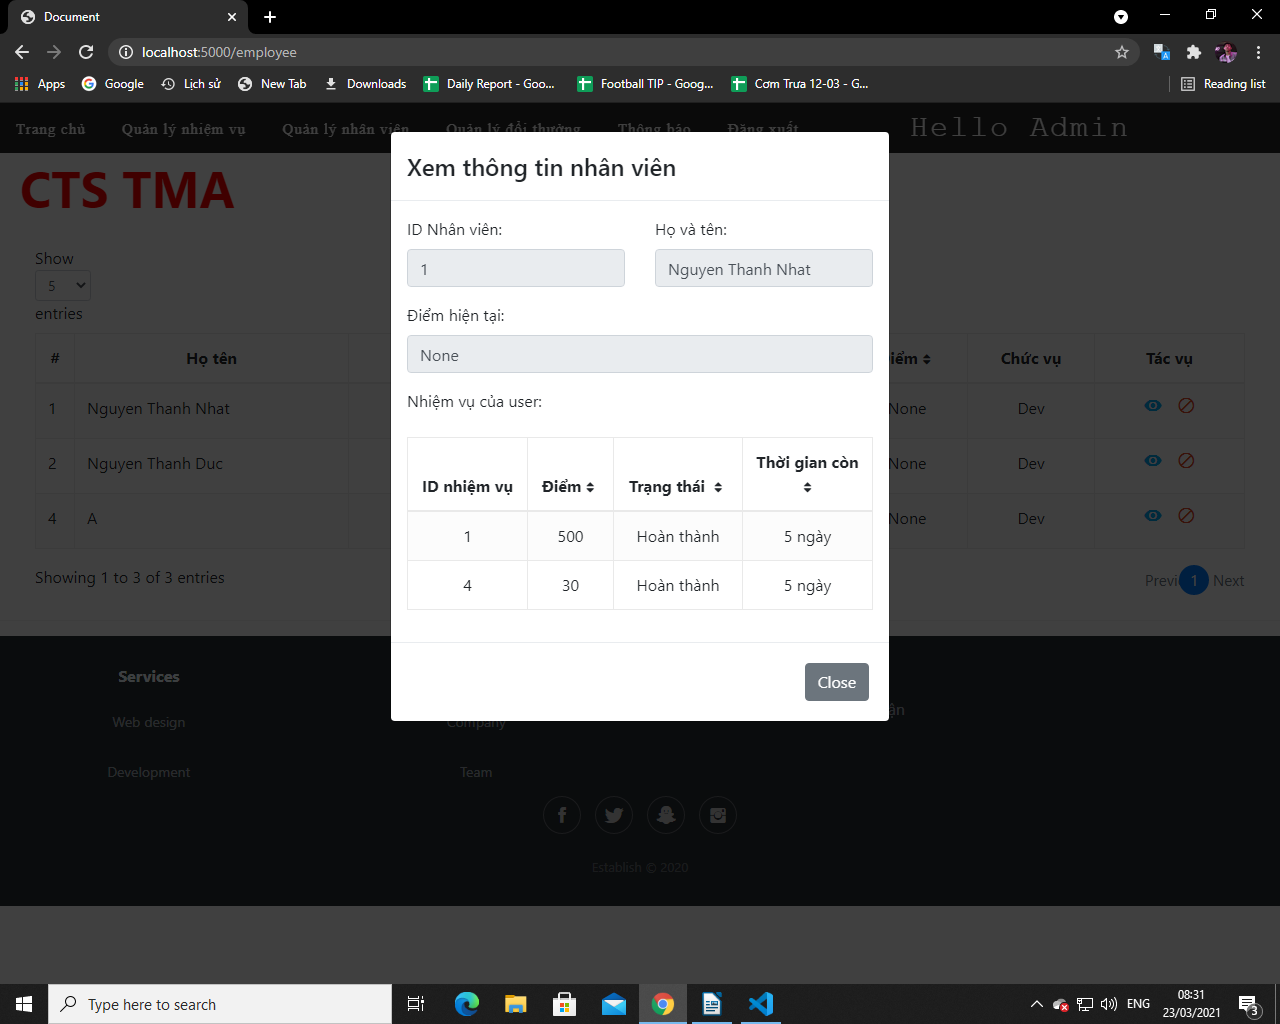 Document
localhost:5000/employee
Apps Google Lịch sử New Tab Downloads Daily Report - Goo... Football TIP - Goog... Cơm Trưa 12-03 - G... Reading list
Trang chủ Quản lý nhiệm vụ Quản lý nhân viên Quản lý đổi thưởng Thông báo Đăng xuất Hello Admin
CTS TMA
Xem thông tin nhân viên
ID Nhân viên: Họ và tên:
1 Nguyen Thanh Nhat
Điểm hiện tại:
None
Nhiệm vụ của user:
ID nhiệm vụ Điểm Trạng thái Thời gian còn
1 500 Hoàn thành 5 ngày
4 30 Hoàn thành 5 ngày
Close
Show
5
entries
# Họ tên iểm Chức vụ Tác vụ
1 Nguyen Thanh Nhat None Dev
2 Nguyen Thanh Duc None Dev
4 A None Dev
Showing 1 to 3 of 3 entries Previ 1 Next
Services
Web design Company
Development Team
Establish © 2020
Type here to search
ENG
08:31
23/03/2021
3